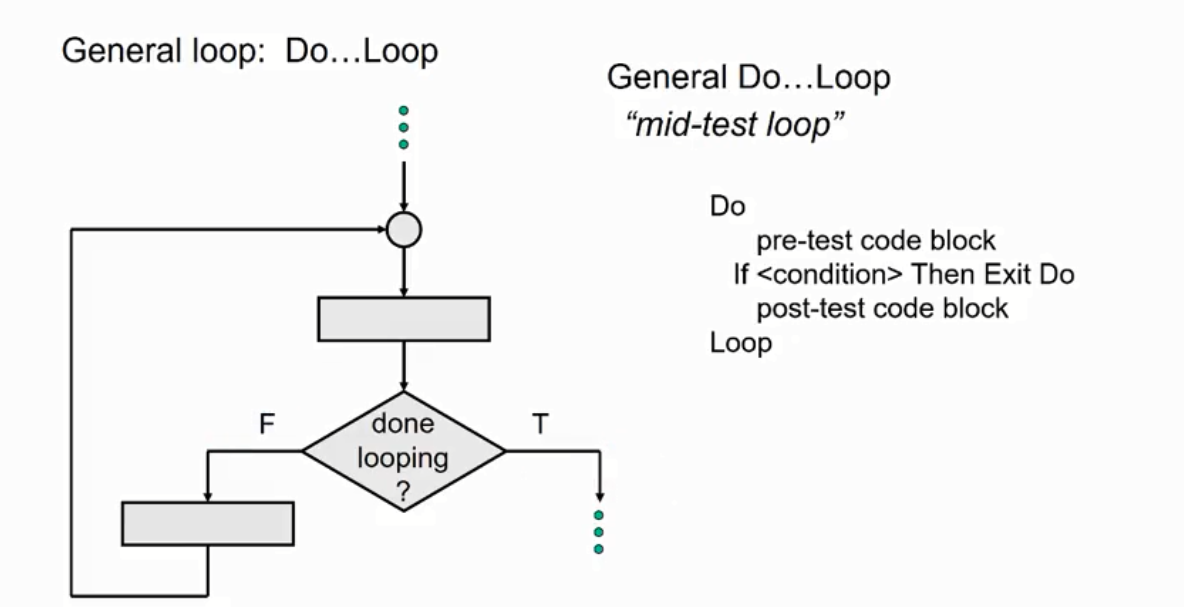 General loop:  Do...Loop
General Do...Loop
“mid-test loop”
Do
pre-test code block
If <condition> Then Exit Do
post-test code block
Loop
F
T
done
looping
?